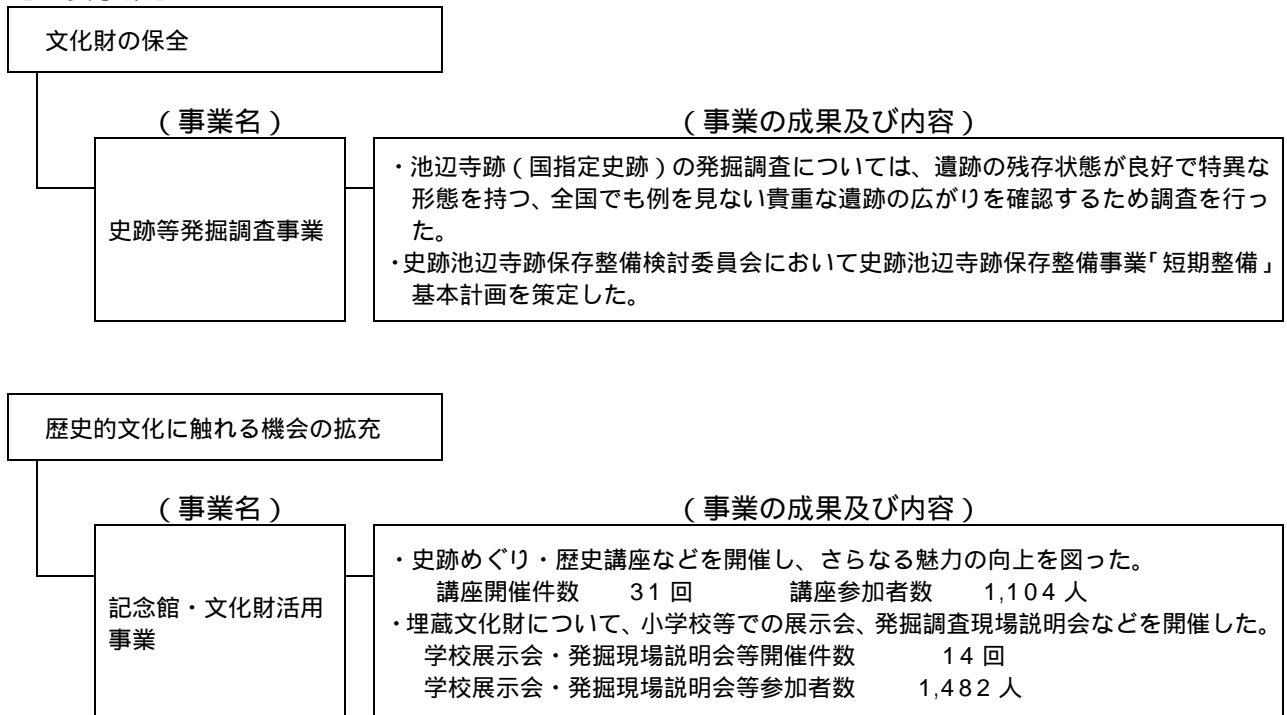 文化財の保全
（事業名）
（事業の成果及び内容）
史跡等発掘調査事業
・池辺寺跡（国指定史跡）の発掘調査については、遺跡の残存状態が良好で特異な
形態を持つ、全国でも例を見ない貴重な遺跡の広がりを確認するため調査を行っ
た。
・史跡池辺寺跡保存整備検討委員会において史跡池辺寺跡保存整備事業「短期整備」
基本計画を策定した。
歴史的文化に触れる機会の拡充
（事業名）
（事業の成果及び内容）
記念館・文化財活用
事業
・史跡めぐり・歴史講座などを開催し、さらなる魅力の向上を図った。
講座開催件数　31回　講座参加者数　1,104人
・埋蔵文化財について、小学校等での展示会、発掘調査現場説明会などを開催した。
学校展示会・発掘現場説明会等開催件数　14回
学校展示会・発掘現場説明会等参加者数　1,482人